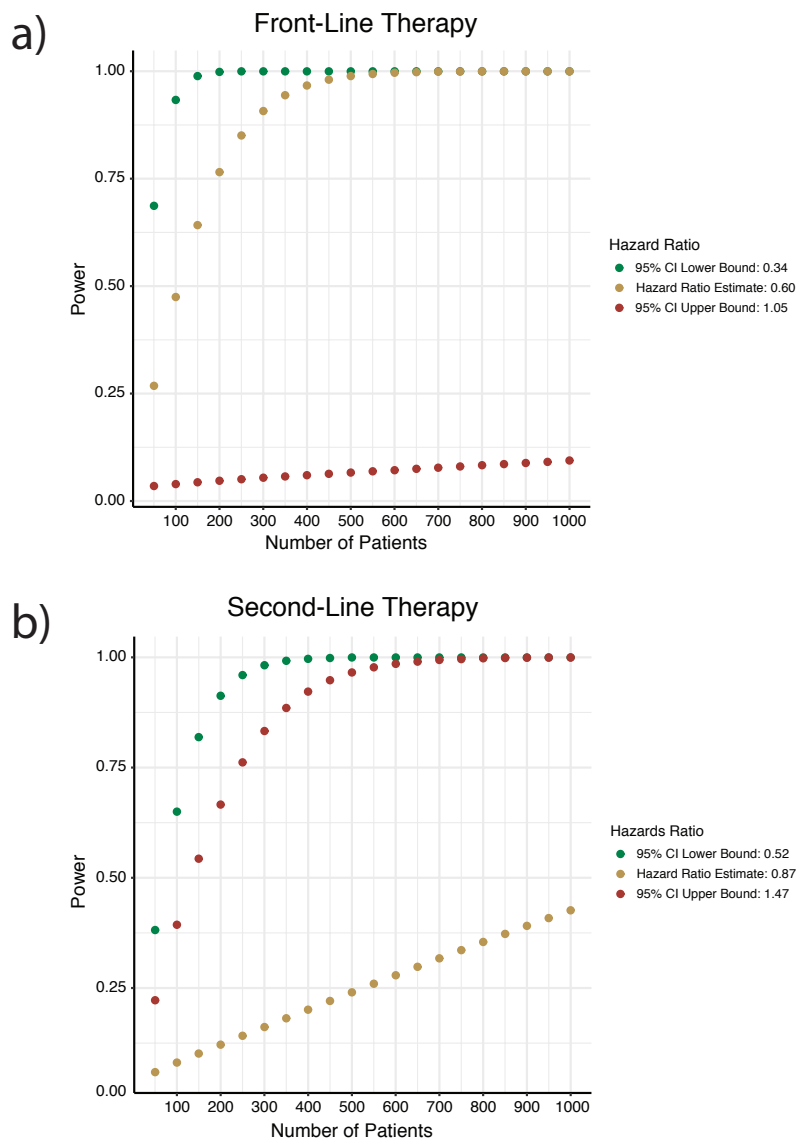 a)
Front-Line Therapy
1.00
0.75
0.50
0.25
0.00
Power
100 200 300 400 500 600 700 800 900 1000
Number of Patients
Hazard Ratio
95% CI Lower Bound: 0.34
Hazard Ratio Estimate: 0.60
95% CI Upper Bound: 1.05
b)
Second-Line Therapy
1.00
0.75
0.50
0.25
0.00
Power
100 200 300 400 500 600 700 800 900 1000
Number of Patients
Hazards Ratio
95% CI Lower Bound: 0.52
Hazard Ratio Estimate: 0.87
95% CI Upper Bound: 1.47